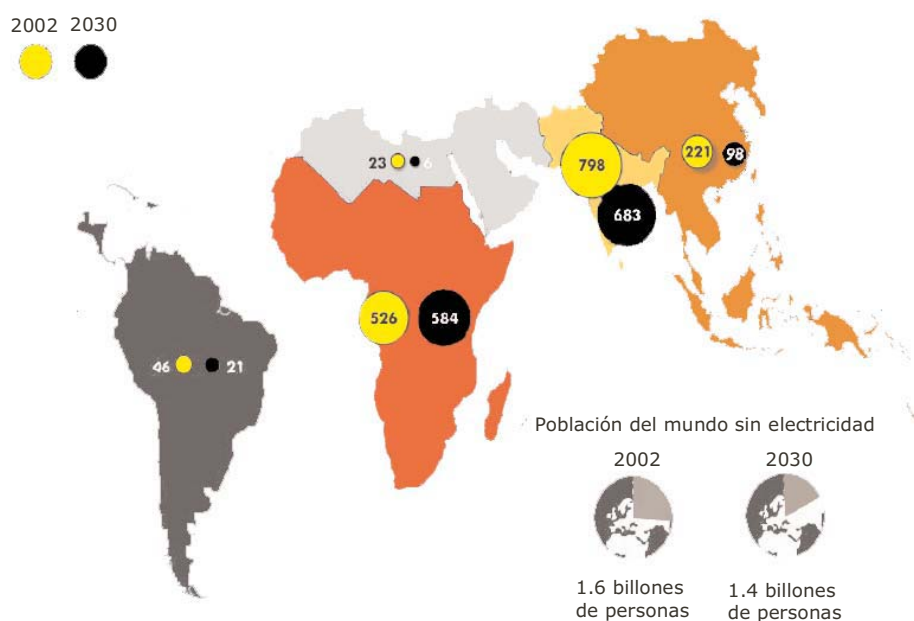 2002 2030
23 6
798
221 98
683
526 584
46 21
Población del mundo sin electricidad
2002 2030
1.6 billones de personas
1.4 billones de personas